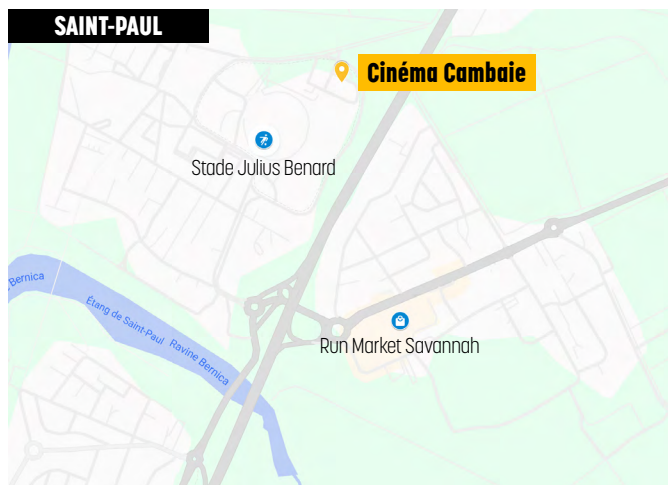 SAINT-PAUL
Cinéma Cambaie
Stade Julius Benard
Bernica
Étang de Saint-Paul Ravine Bernica
Run Market Savannah